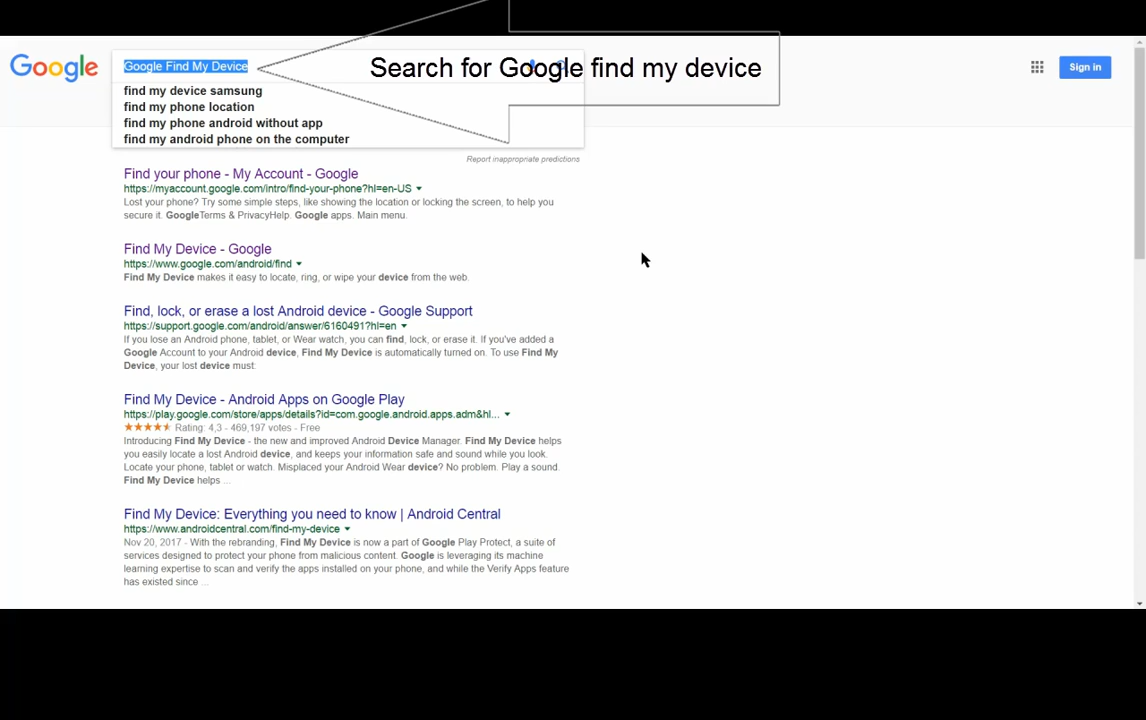 Google
Google Find My Device
Search for Google find my device
Sign in
find my device samsung
find my phone location
find my phone android without app
find my android phone on the computer
Report inappropriate predictions
Find your phone - My Account - Google
https://myaccount.google.com/intro/find-your-phone?hl=en-US
Lost your phone? Try some simple steps, like showing the location or locking the screen, to help you
secure it. GoogleTerms & PrivacyHelp. Google apps. Main menu.
Find My Device - Google
https://www.google.com/android/find
Find My Device makes it easy to locate, ring, or wipe your device from the web.
Find, lock, or erase a lost Android device - Google Support
https://support.google.com/android/answer/6160491?hl=en
If you lose an Android phone, tablet, or Wear watch, you can find, lock, or erase it. If you've added a
Google Account to your Android device, Find My Device is automatically turned on. To use Find My
Device, your lost device must:
Find My Device - Android Apps on Google Play
https://play.google.com/store/apps/details?id=com.google.android.apps.adm&hl...
Rating: 4,3 - 469,197 votes - Free
Introducing Find My Device - the new and improved Android Device Manager. Find My Device helps
you easily locate a lost Android device, and keeps your information safe and sound while you look.
Locate your phone, tablet or watch. Misplaced your Android Wear device? No problem. Play a sound.
Find My Device helps ...
Find My Device: Everything you need to know | Android Central
https://www.androidcentral.com/find-my-device
Nov 20, 2017 - With the rebranding, Find My Device is now a part of Google Play Protect, a suite of
services designed to protect your phone from malicious content. Google is leveraging its machine
learning expertise to scan and verify the apps installed on your phone, and while the Verify Apps feature
has existed since ...